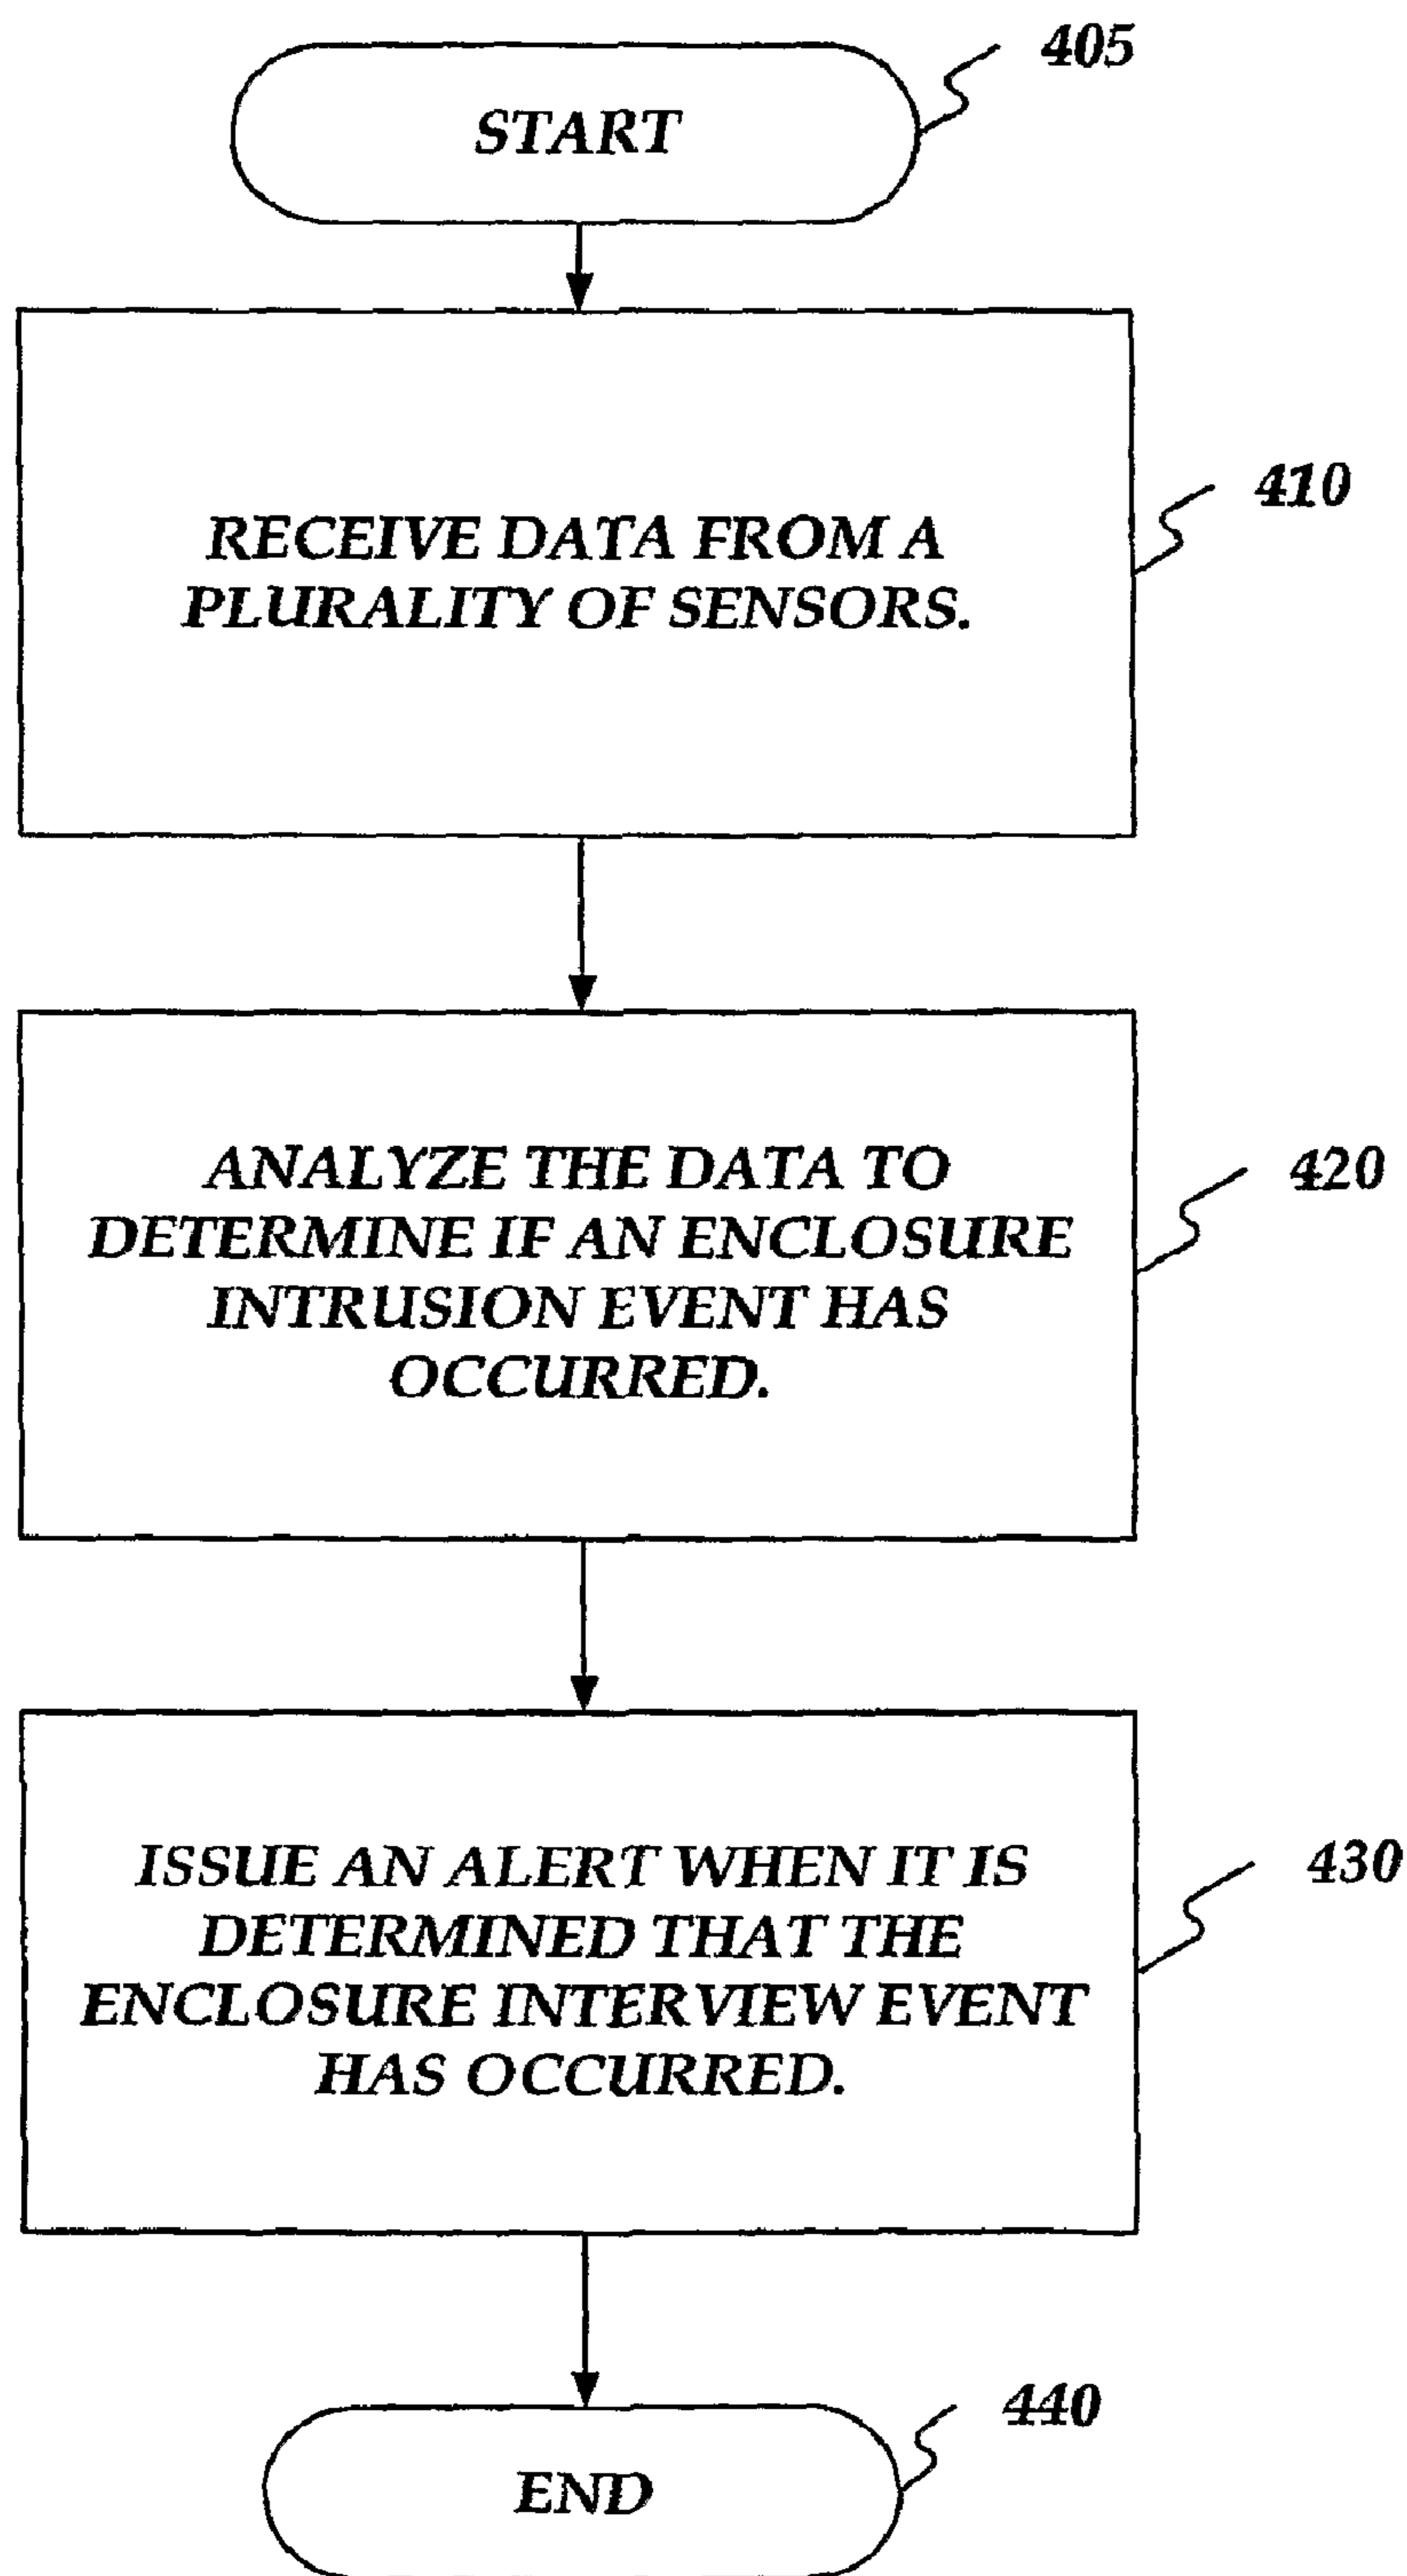 405
START
410
RECEIVE DATA FROM A
PLURALITY OF SENSORS.
420
ANALYZE THE DATA TO
DETERMINE IF AN ENCLOSURE
INTRUSION EVENT HAS
OCCURRED.
430
ISSUE AN ALERT WHEN IT IS
DETERMINED THAT THE
ENCLOSURE INTERVIEW EVENT
HAS OCCURRED.
440
END